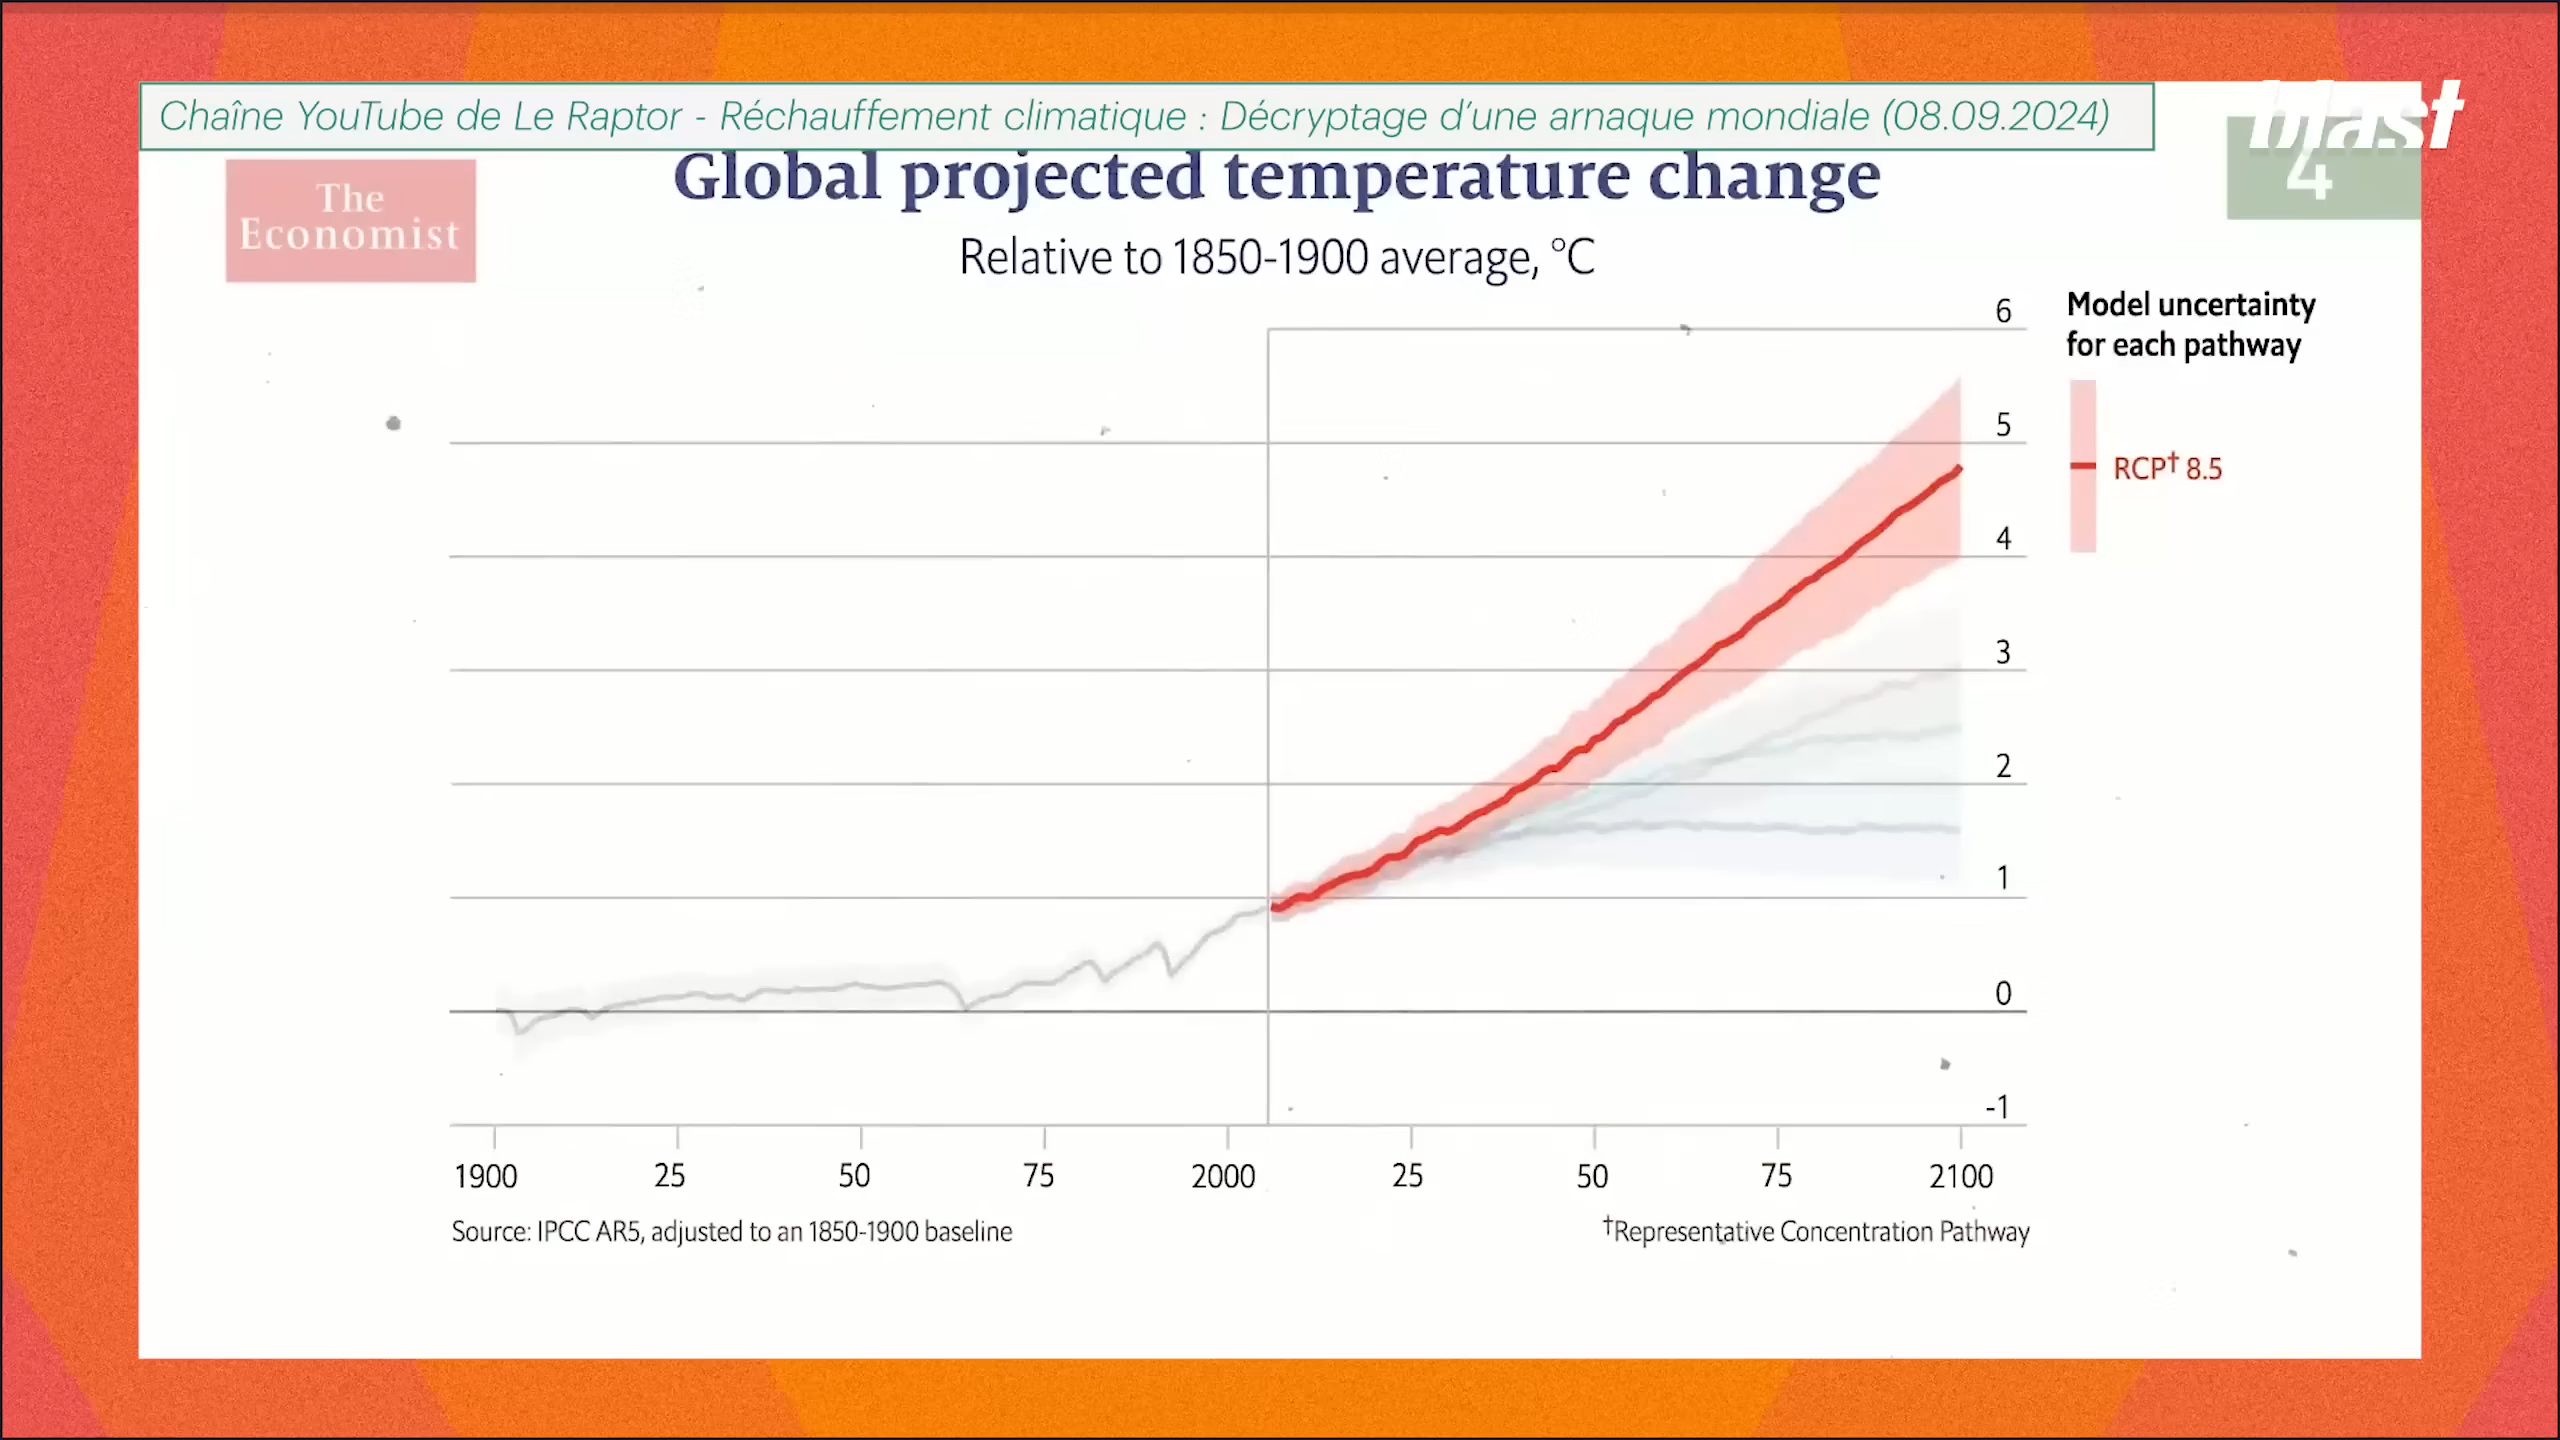 Chaîne YouTube de Le Raptor - Réchauffement climatique : Décryptage d'une arnaque mondiale (08.09.2024)
blast
4
The
Economist
Global projected temperature change
Relative to 1850-1900 average, °C
Model uncertainty
for each pathway
RCP† 8.5
6
5
4
3
2
1
0
-1
1900 25 50 75 2000 25 50 75 2100
Source: IPCC AR5, adjusted to an 1850-1900 baseline
†Representative Concentration Pathway